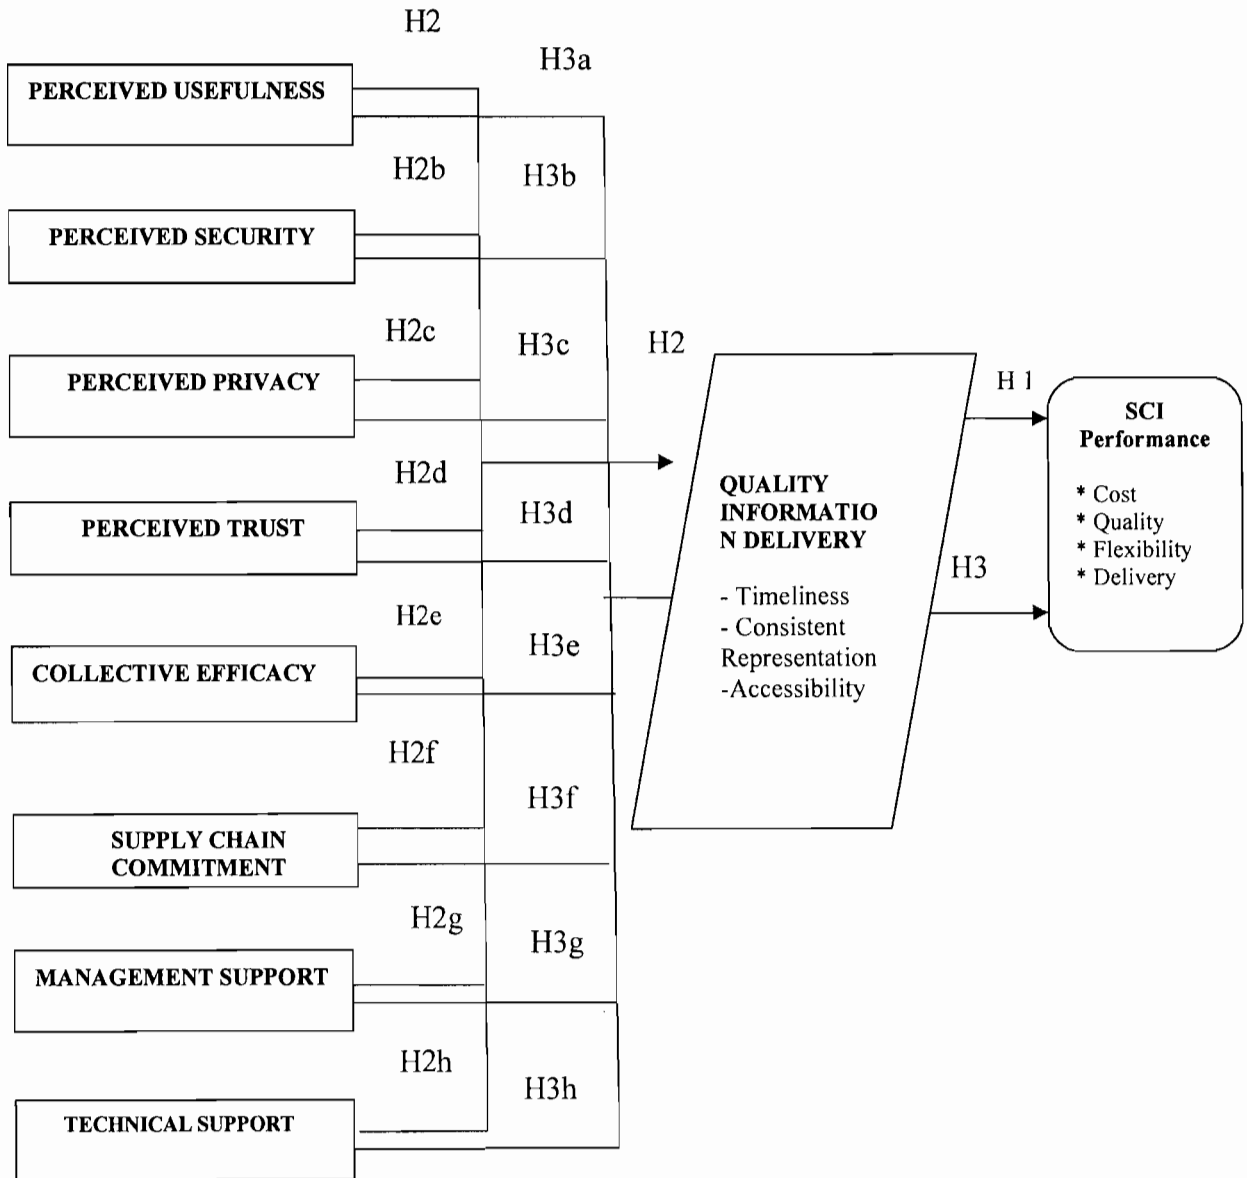 H2
H3a
PERCEIVED USEFULNESS
H2b
H3b
PERCEIVED SECURITY
H2c
H3c
H2
PERCEIVED PRIVACY
H 1
SCI
Performance
* Cost
* Quality
* Flexibility
* Delivery
H2d
H3d
QUALITY
INFORMATIO
N DELIVERY
- Timeliness
- Consistent
Representation
-Accessibility
H3
PERCEIVED TRUST
H2e
H3e
COLLECTIVE EFFICACY
H2f
H3f
SUPPLY CHAIN
COMMITMENT
H2g
H3g
MANAGEMENT SUPPORT
H2h
H3h
TECHNICAL SUPPORT